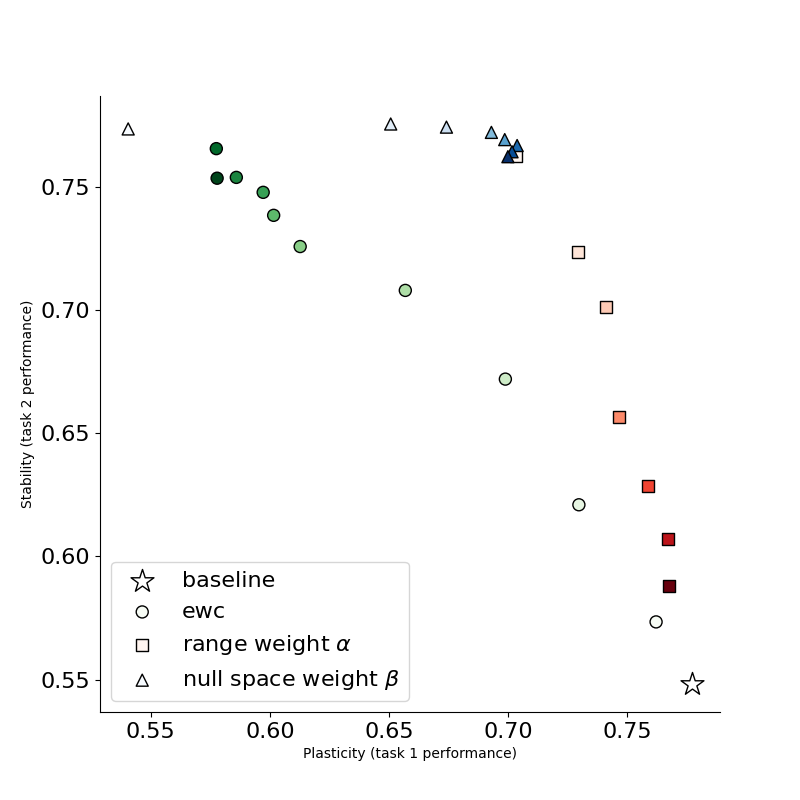 0.75
0.70
0.65
0.60
0.55
Stability (task 2 performance)
baseline
ewc
range weight α
null space weight β
0.55 0.60 0.65 0.70 0.75
Plasticity (task 1 performance)